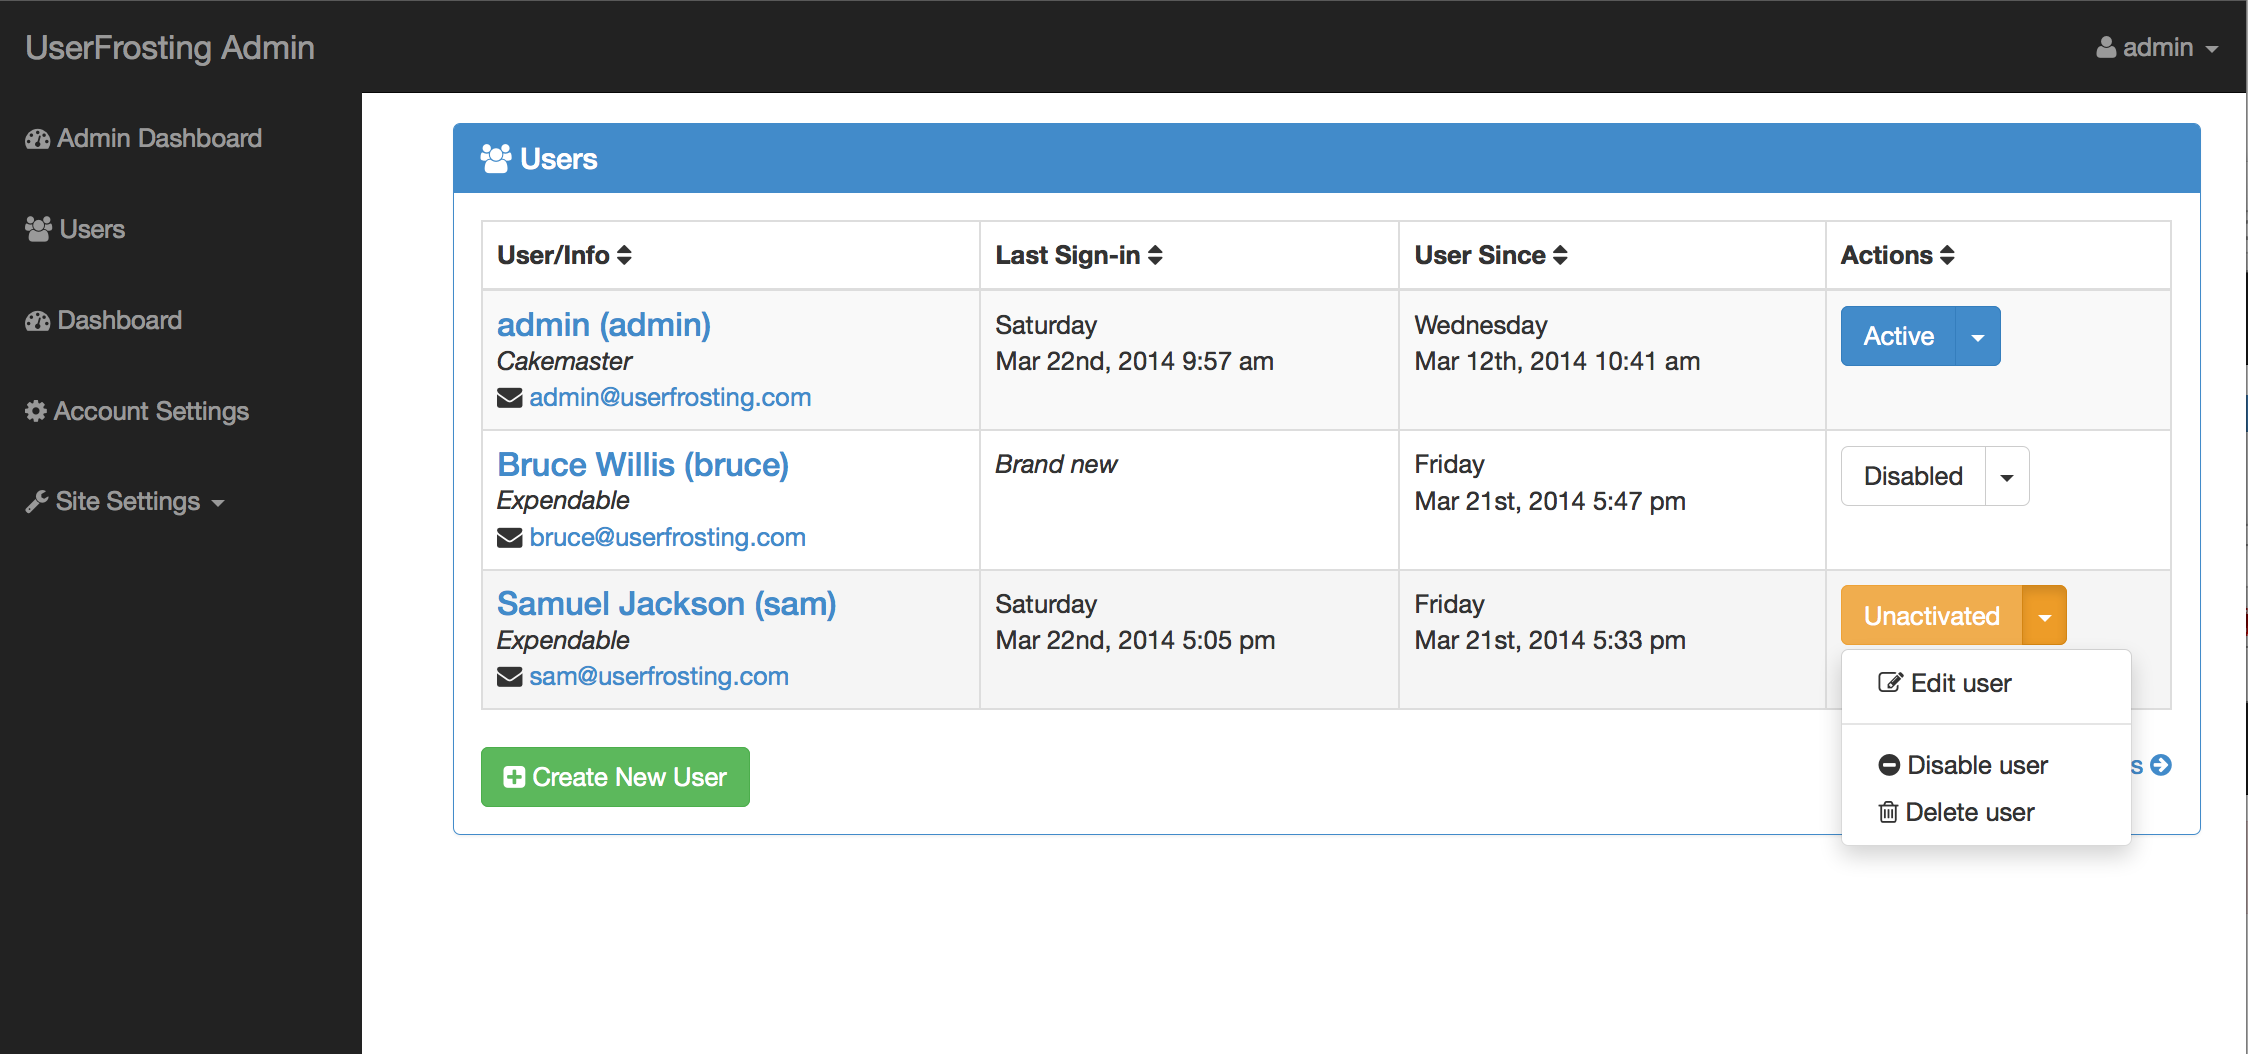 UserFrosting Admin
admin
Admin Dashboard
Users
Dashboard
Account Settings
Site Settings
Users
User/Info
Last Sign-in
User Since
Actions
admin (admin)
Cakemaster
admin@userfrosting.com
Saturday
Mar 22nd, 2014 9:57 am
Wednesday
Mar 12th, 2014 10:41 am
Active
Bruce Willis (bruce)
Expendable
bruce@userfrosting.com
Brand new
Friday
Mar 21st, 2014 5:47 pm
Disabled
Samuel Jackson (sam)
Expendable
sam@userfrosting.com
Saturday
Mar 22nd, 2014 5:05 pm
Friday
Mar 21st, 2014 5:33 pm
Unactivated
Edit user
Disable user
Delete user
Create New User